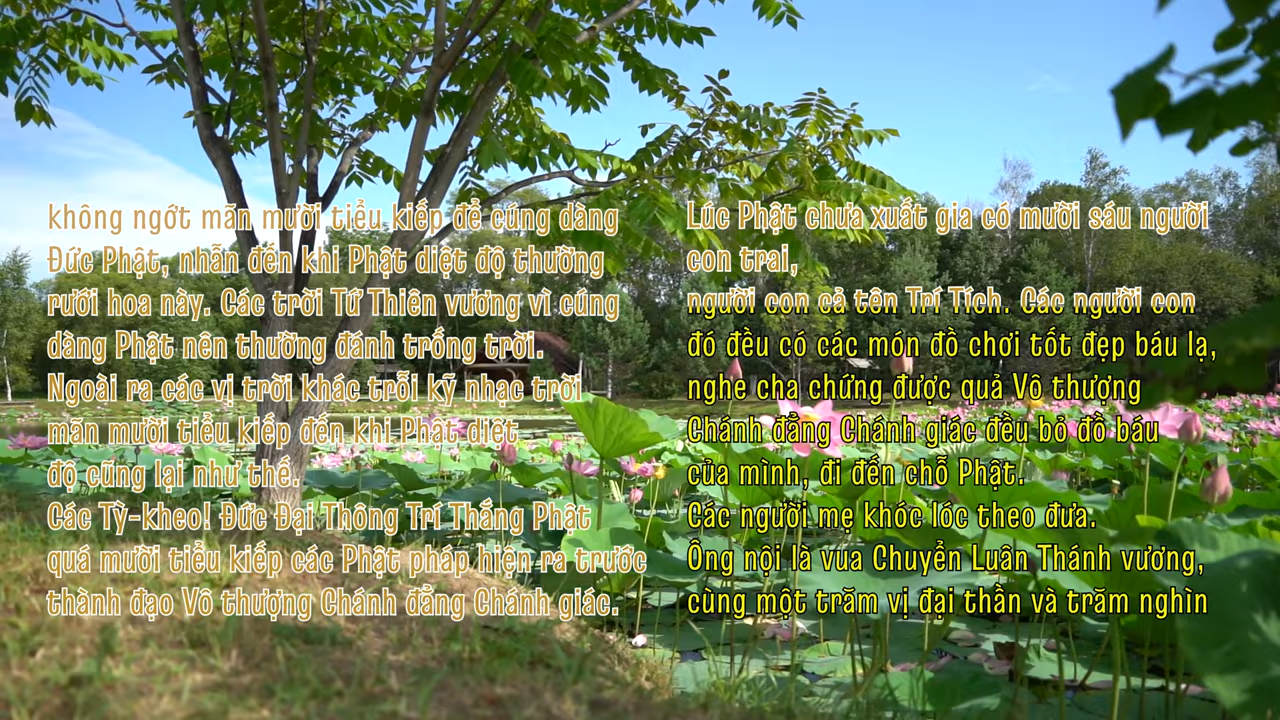 không ngớt mãn mười tiểu kiếp để cúng dàng
Đức Phật, nhẫn đến khi Phật diệt độ thường
rưới hoa này. Các trời Tứ Thiên vương vì cúng
dàng Phật nên thường đánh trống trời.
Ngoài ra các vị trời khác trỗi kỹ nhạc trời
mãn mười tiểu kiếp đến khi Phật diệt
độ cũng lại như thế.
Các Tỳ-kheo! Đức Đại Thông Trí Thắng Phật
quá mười tiểu kiếp các Phật pháp hiện ra trước
thành đạo Vô thượng Chánh đẳng Chánh giác.
Lúc Phật chưa xuất gia có mười sáu người
con trai,
người con cả tên Trí Tích. Các người con
đó đều có các món đồ chơi tốt đẹp báu lạ,
nghe cha chứng được quả Vô thượng
Chánh đẳng Chánh giác đều bỏ đồ báu
của mình, đi đến chỗ Phật.
Các người mẹ khóc lóc theo đưa.
Ông nội là vua Chuyển Luân Thánh vương,
cùng một trăm vị đại thần và trăm nghìn